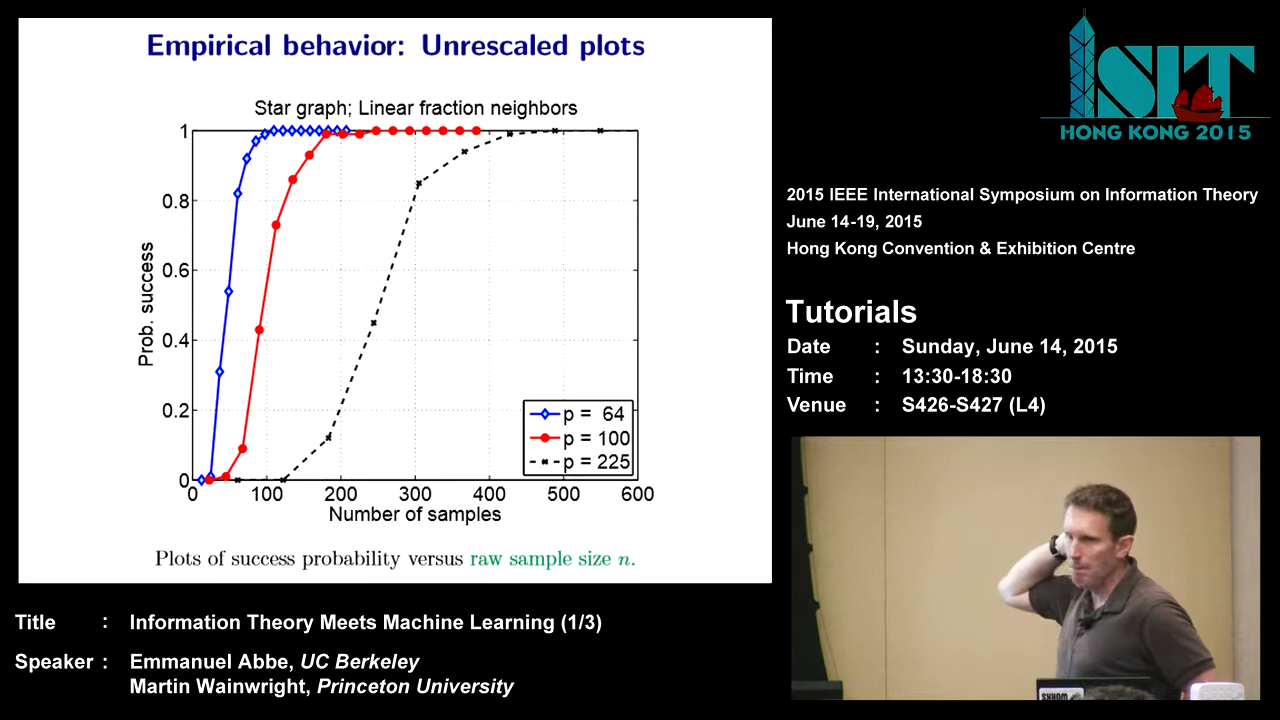 Empirical behavior: Unrescaled plots
Star graph; Linear fraction neighbors
1
0.8
0.6
0.4
0.2
0
Prob. success
p = 64
p = 100
p = 225
0 100 200 300 400 500 600
Number of samples
Plots of success probability versus raw sample size n.
ISIT
HONG KONG 2015
2015 IEEE International Symposium on Information Theory
June 14-19, 2015
Hong Kong Convention & Exhibition Centre
Tutorials
Date : Sunday, June 14, 2015
Time : 13:30-18:30
Venue : S426-S427 (L4)
Title : Information Theory Meets Machine Learning (1/3)
Speaker : Emmanuel Abbe, UC Berkeley
Martin Wainwright, Princeton University